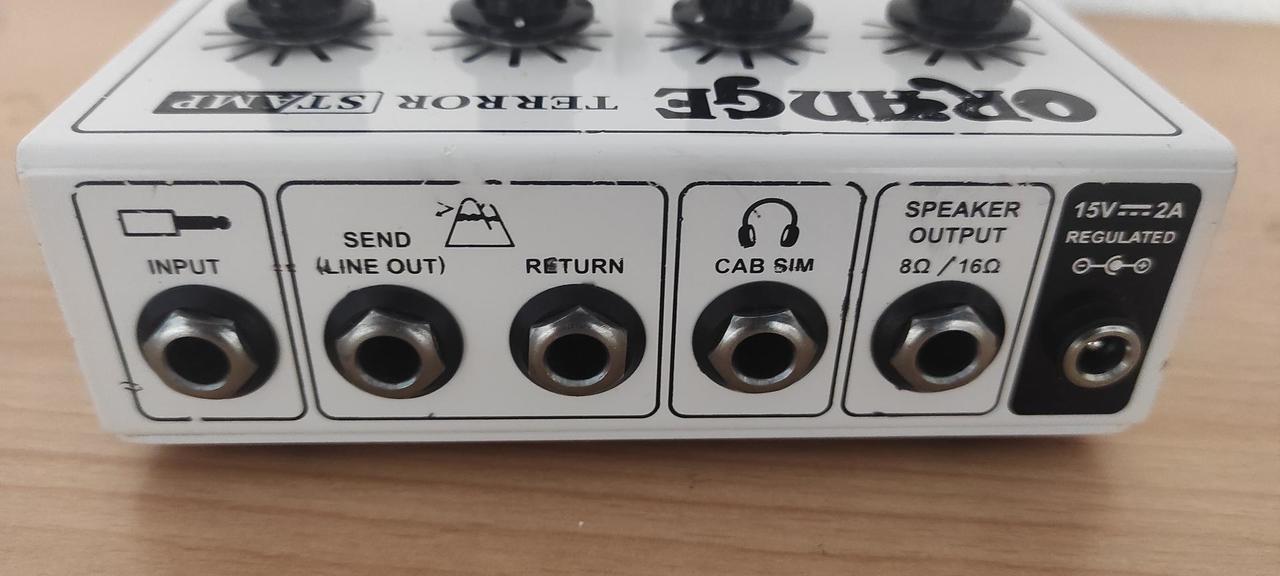 ORANGE TERROR STAMP
INPUT
SEND
(LINE OUT)
RETURN
CAB SIM
SPEAKER
OUTPUT
8Ω / 16Ω
15V⎓2A
REGULATED